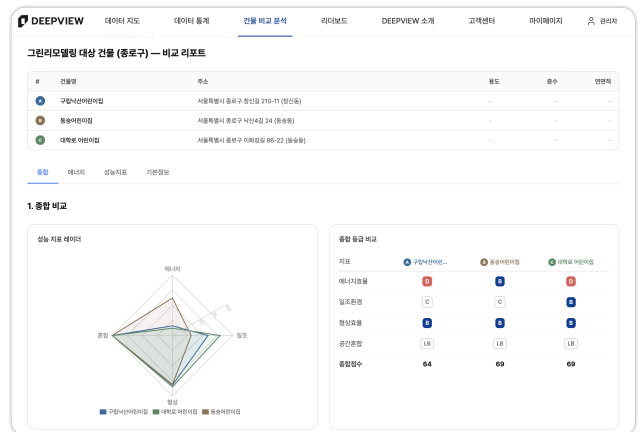 DEEPVIEW 데이터 지도 데이터 통계 건물 비교 분석 리더보드 DEEPVIEW 소개 고객센터 마이페이지 관리자
그린리모델링 대상 건물 (종로구) — 비교 리포트
# 건물명 주소 용도 층수 연면적
A 구립낙산어린이집 서울특별시 종로구 창신길 210-11 (창신동) - - -
B 동숭어린이집 서울특별시 종로구 낙산4길 24 (동숭동) - - -
C 대학로 어린이집 서울특별시 종로구 이화장길 86-22 (동숭동) - - -
종합 에너지 성능지표 기본정보
1. 종합 비교
성능 지표 레이더
에너지
혼합 일조
형상
구립낙산어린이집 대학로 어린이집 동숭어린이집
종합 등급 비교
지표 A 구립낙산어린... B 동숭어린이집 C 대학로 어린이집
에너지효율 D B D
일조환경 C C B
형상효율 B B B
공간혼합 LB LB LB
종합점수 64 69 69